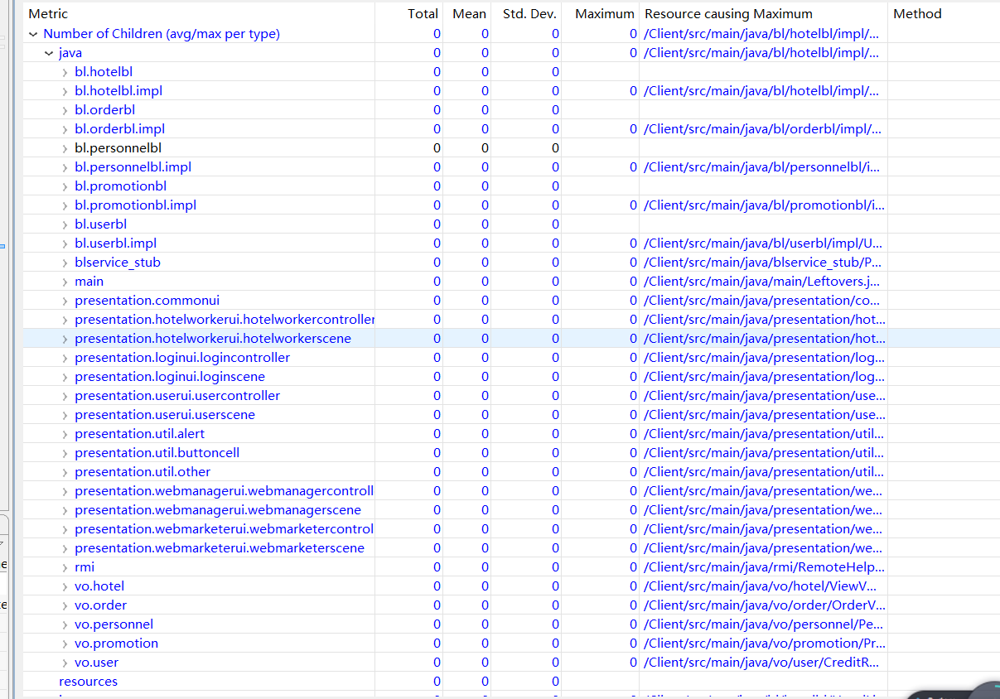 Metric Total Mean Std. Dev. Maximum Resource causing Maximum Method
Number of Children (avg/max per type) 0 0 0 0 /Client/src/main/java/bl/hotelbl/impl/...
java 0 0 0 0 /Client/src/main/java/bl/hotelbl/impl/...
bl.hotelbl 0 0 0
bl.hotelbl.impl 0 0 0 0 /Client/src/main/java/bl/hotelbl/impl/...
bl.orderbl 0 0 0
bl.orderbl.impl 0 0 0 0 /Client/src/main/java/bl/orderbl/impl/...
bl.personnelbl 0 0 0
bl.personnelbl.impl 0 0 0 0 /Client/src/main/java/bl/personnelbl/i...
bl.promotionbl 0 0 0
bl.promotionbl.impl 0 0 0 0 /Client/src/main/java/bl/promotionbl/i...
bl.userbl 0 0 0
bl.userbl.impl 0 0 0 0 /Client/src/main/java/bl/userbl/impl/U...
blservice_stub 0 0 0 0 /Client/src/main/java/blservice_stub/P...
main 0 0 0 0 /Client/src/main/java/main/Leftovers.j...
presentation.commonui 0 0 0 0 /Client/src/main/java/presentation/co...
presentation.hotelworkerui.hotelworkercontroller 0 0 0 0 /Client/src/main/java/presentation/hot...
presentation.hotelworkerui.hotelworkerscene 0 0 0 0 /Client/src/main/java/presentation/hot...
presentation.loginui.logincontroller 0 0 0 0 /Client/src/main/java/presentation/log...
presentation.loginui.loginscene 0 0 0 0 /Client/src/main/java/presentation/log...
presentation.userui.usercontroller 0 0 0 0 /Client/src/main/java/presentation/use...
presentation.userui.userscene 0 0 0 0 /Client/src/main/java/presentation/use...
presentation.util.alert 0 0 0 0 /Client/src/main/java/presentation/util...
presentation.util.buttoncell 0 0 0 0 /Client/src/main/java/presentation/util...
presentation.util.other 0 0 0 0 /Client/src/main/java/presentation/util...
presentation.webmanagerui.webmanagercontroll 0 0 0 0 /Client/src/main/java/presentation/we...
presentation.webmanagerui.webmanagerscene 0 0 0 0 /Client/src/main/java/presentation/we...
presentation.webmarketerui.webmarketercontrol 0 0 0 0 /Client/src/main/java/presentation/we...
presentation.webmarketerui.webmarketerscene 0 0 0 0 /Client/src/main/java/presentation/we...
rmi 0 0 0 0 /Client/src/main/java/rmi/RemoteHelp...
vo.hotel 0 0 0 0 /Client/src/main/java/vo/hotel/ViewV...
vo.order 0 0 0 0 /Client/src/main/java/vo/order/OrderV...
vo.personnel 0 0 0 0 /Client/src/main/java/vo/personnel/Pe...
vo.promotion 0 0 0 0 /Client/src/main/java/vo/promotion/Pr...
vo.user 0 0 0 0 /Client/src/main/java/vo/user/CreditR...
resources 0 0 0